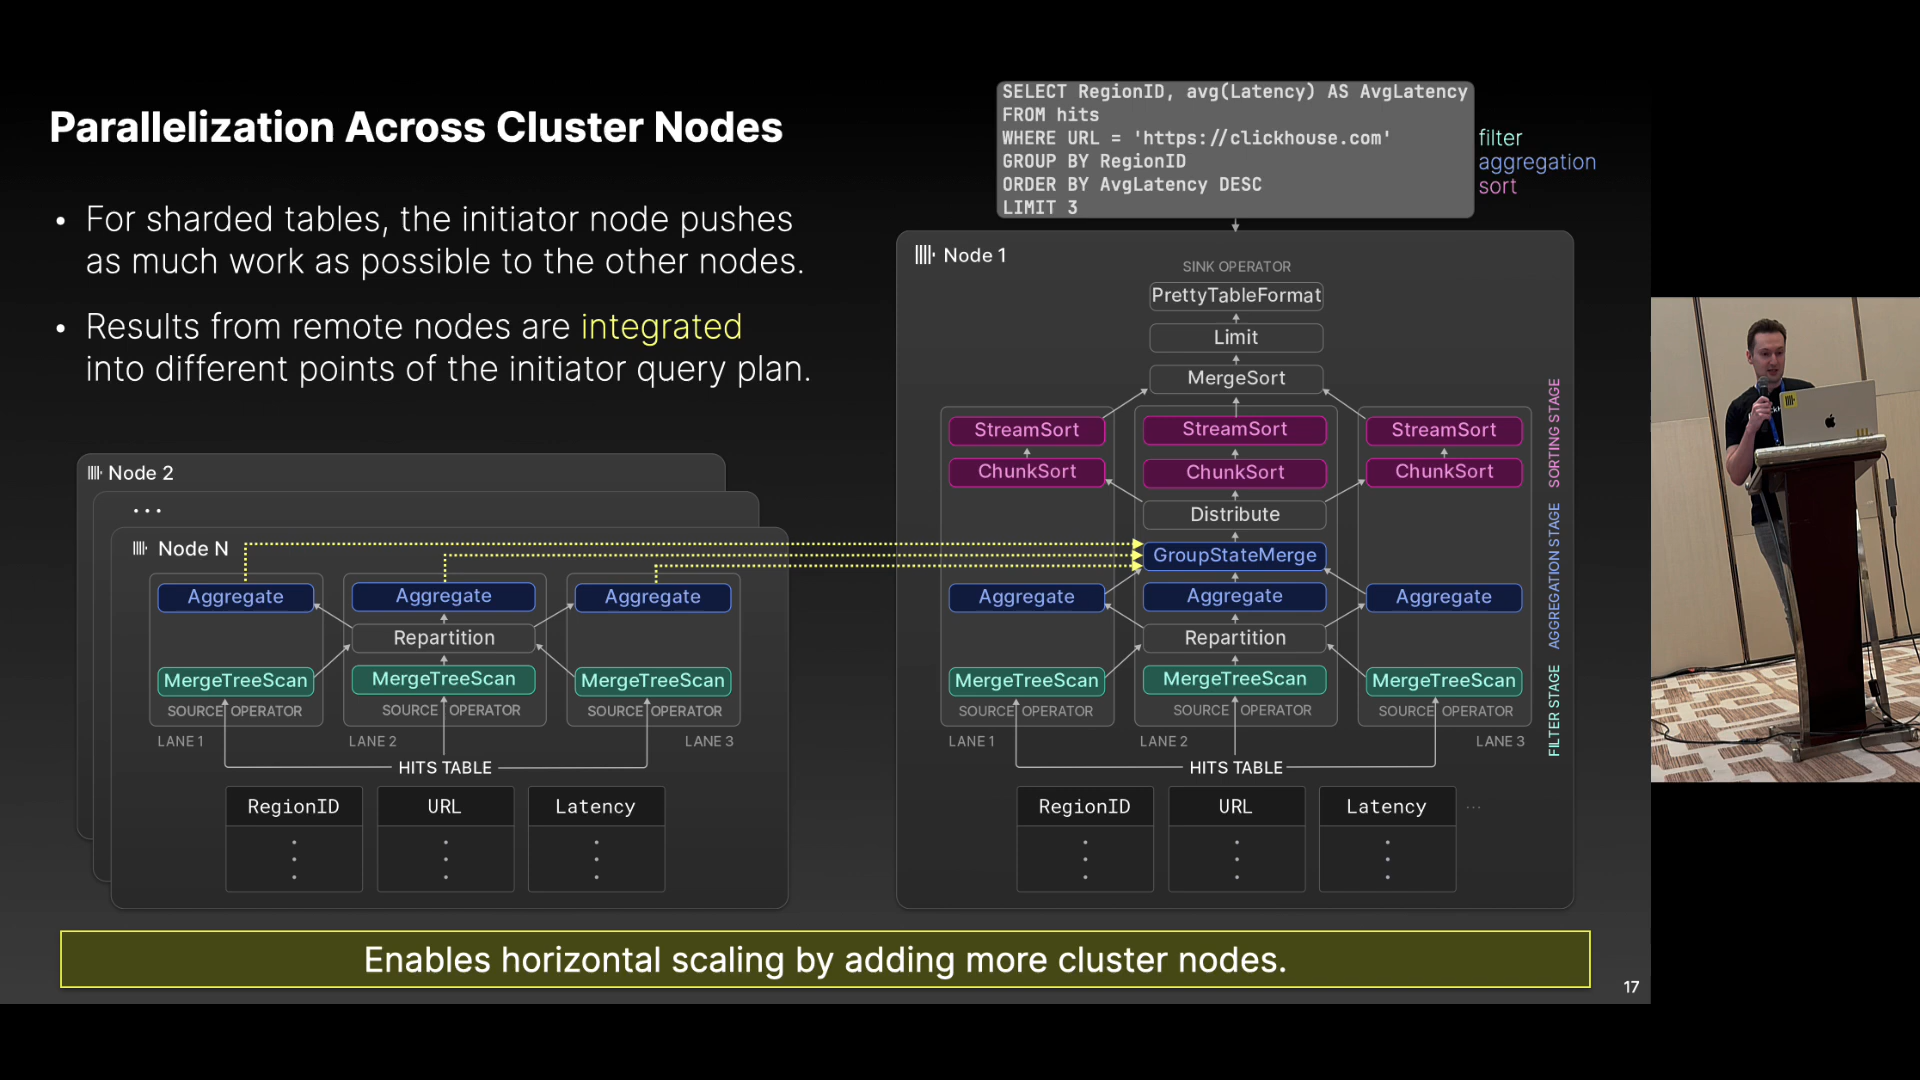 Parallelization Across Cluster Nodes
• For sharded tables, the initiator node pushes
as much work as possible to the other nodes.
• Results from remote nodes are integrated
into different points of the initiator query plan.
SELECT RegionID, avg(Latency) AS AvgLatency
FROM hits
WHERE URL = 'https://clickhouse.com'
GROUP BY RegionID
ORDER BY AvgLatency DESC
LIMIT 3
filter
aggregation
sort
Node 2
...
Node N
Aggregate Aggregate Aggregate
Repartition
MergeTreeScan MergeTreeScan MergeTreeScan
SOURCE OPERATOR SOURCE OPERATOR SOURCE OPERATOR
LANE 1 LANE 2 LANE 3
HITS TABLE
RegionID URL Latency
Node 1
SINK OPERATOR
PrettyTableFormat
Limit
MergeSort
StreamSort StreamSort StreamSort
ChunkSort ChunkSort ChunkSort
Distribute
GroupStateMerge
Aggregate Aggregate Aggregate
Repartition
MergeTreeScan MergeTreeScan MergeTreeScan
SOURCE OPERATOR SOURCE OPERATOR SOURCE OPERATOR
LANE 1 LANE 2 LANE 3
HITS TABLE
RegionID URL Latency ...
SORTING STAGE
AGGREGATION STAGE
FILTER STAGE
Enables horizontal scaling by adding more cluster nodes.
17